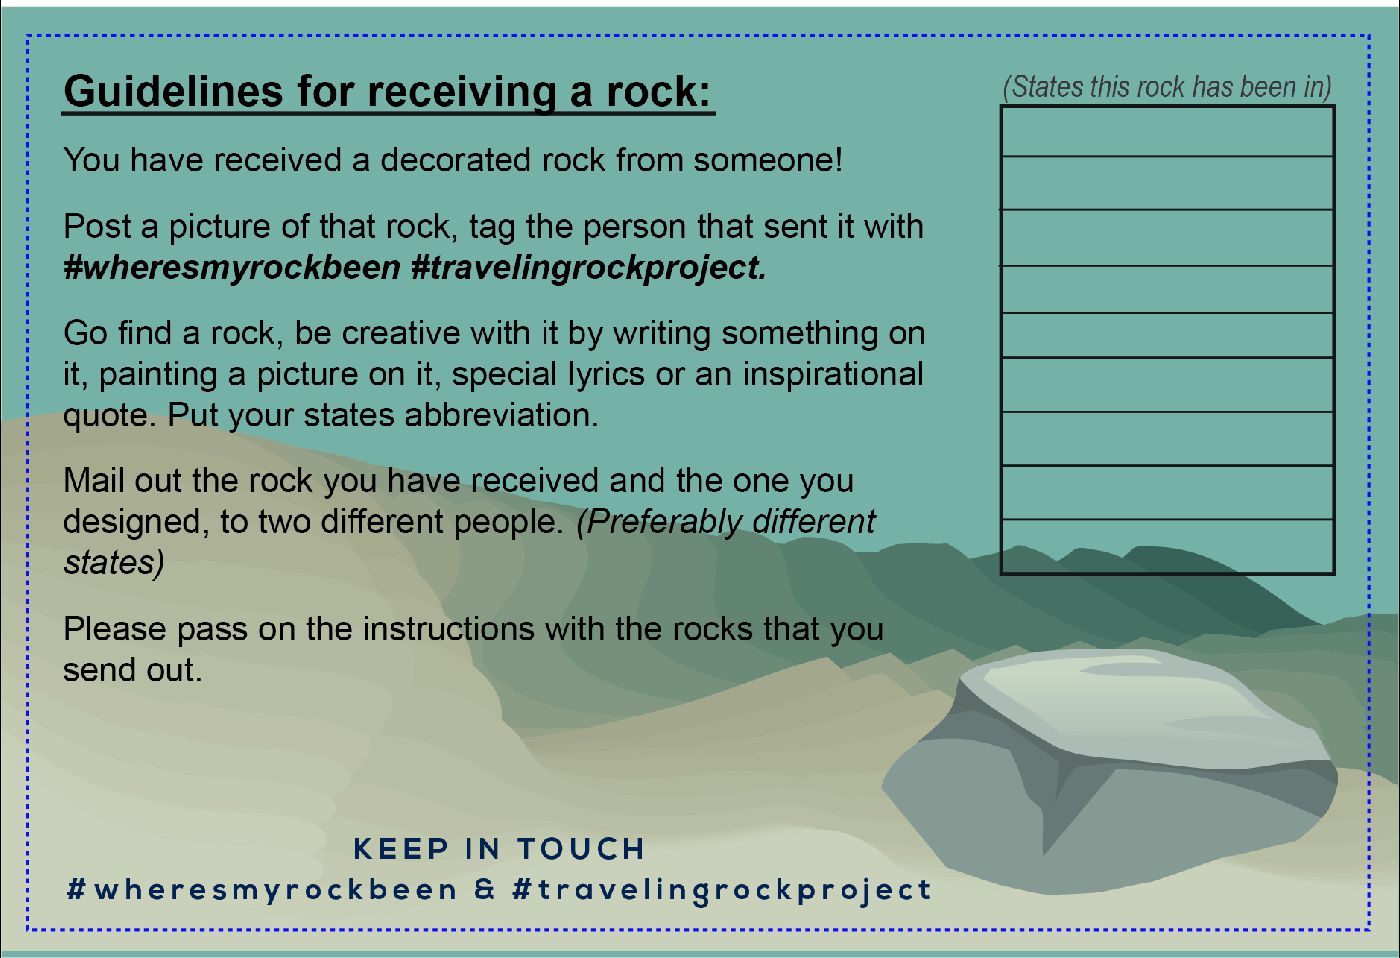 Guidelines for receiving a rock:
(States this rock has been in)
You have received a decorated rock from someone!
Post a picture of that rock, tag the person that sent it with
#wheresmyrockbeen #travelingrockproject.
Go find a rock, be creative with it by writing something on
it, painting a picture on it, special lyrics or an inspirational
quote. Put your states abbreviation.
Mail out the rock you have received and the one you
designed, to two different people. (Preferably different
states)
Please pass on the instructions with the rocks that you
send out.
KEEP IN TOUCH
#wheresmyrockbeen & #travelingrockproject